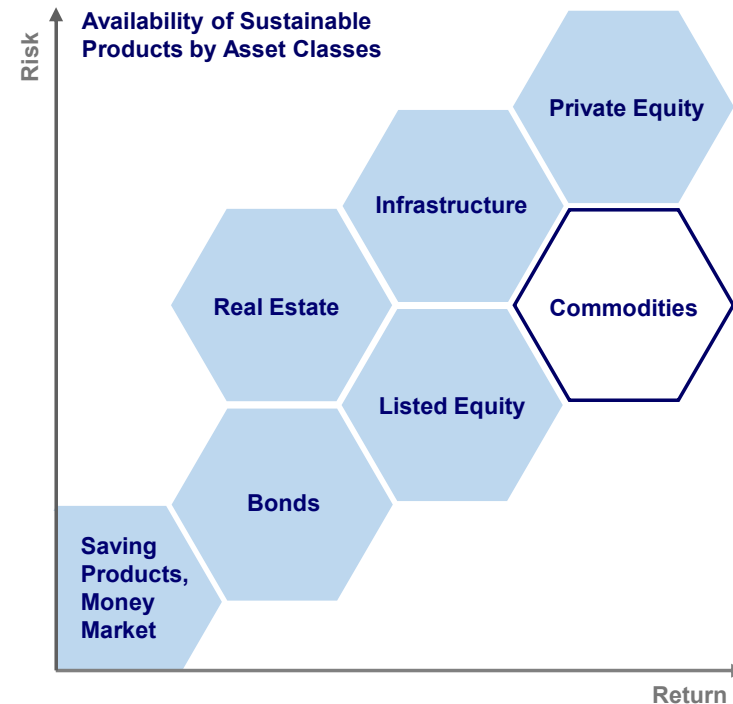 Availability of Sustainable
Products by Asset Classes
Risk
Private Equity
Infrastructure
Real Estate
Commodities
Listed Equity
Bonds
Saving
Products,
Money
Market
Return